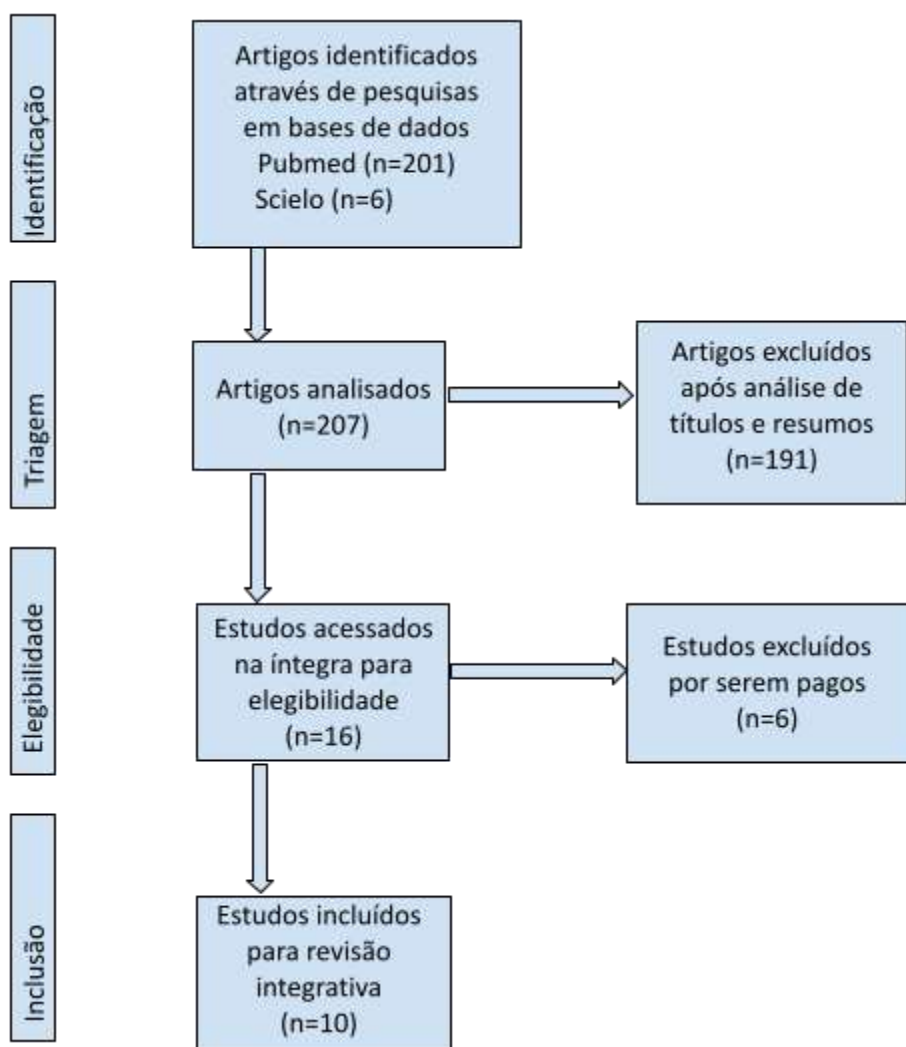 Identificação
Artigos identificados
através de pesquisas
em bases de dados
Pubmed (n=201)
Scielo (n=6)
Triagem
Artigos analisados
(n=207)
Artigos excluídos
após análise de
títulos e resumos
(n=191)
Elegibilidade
Estudos acessados
na íntegra para
elegibilidade
(n=16)
Estudos excluídos
por serem pagos
(n=6)
Inclusão
Estudos incluídos
para revisão
integrativa
(n=10)